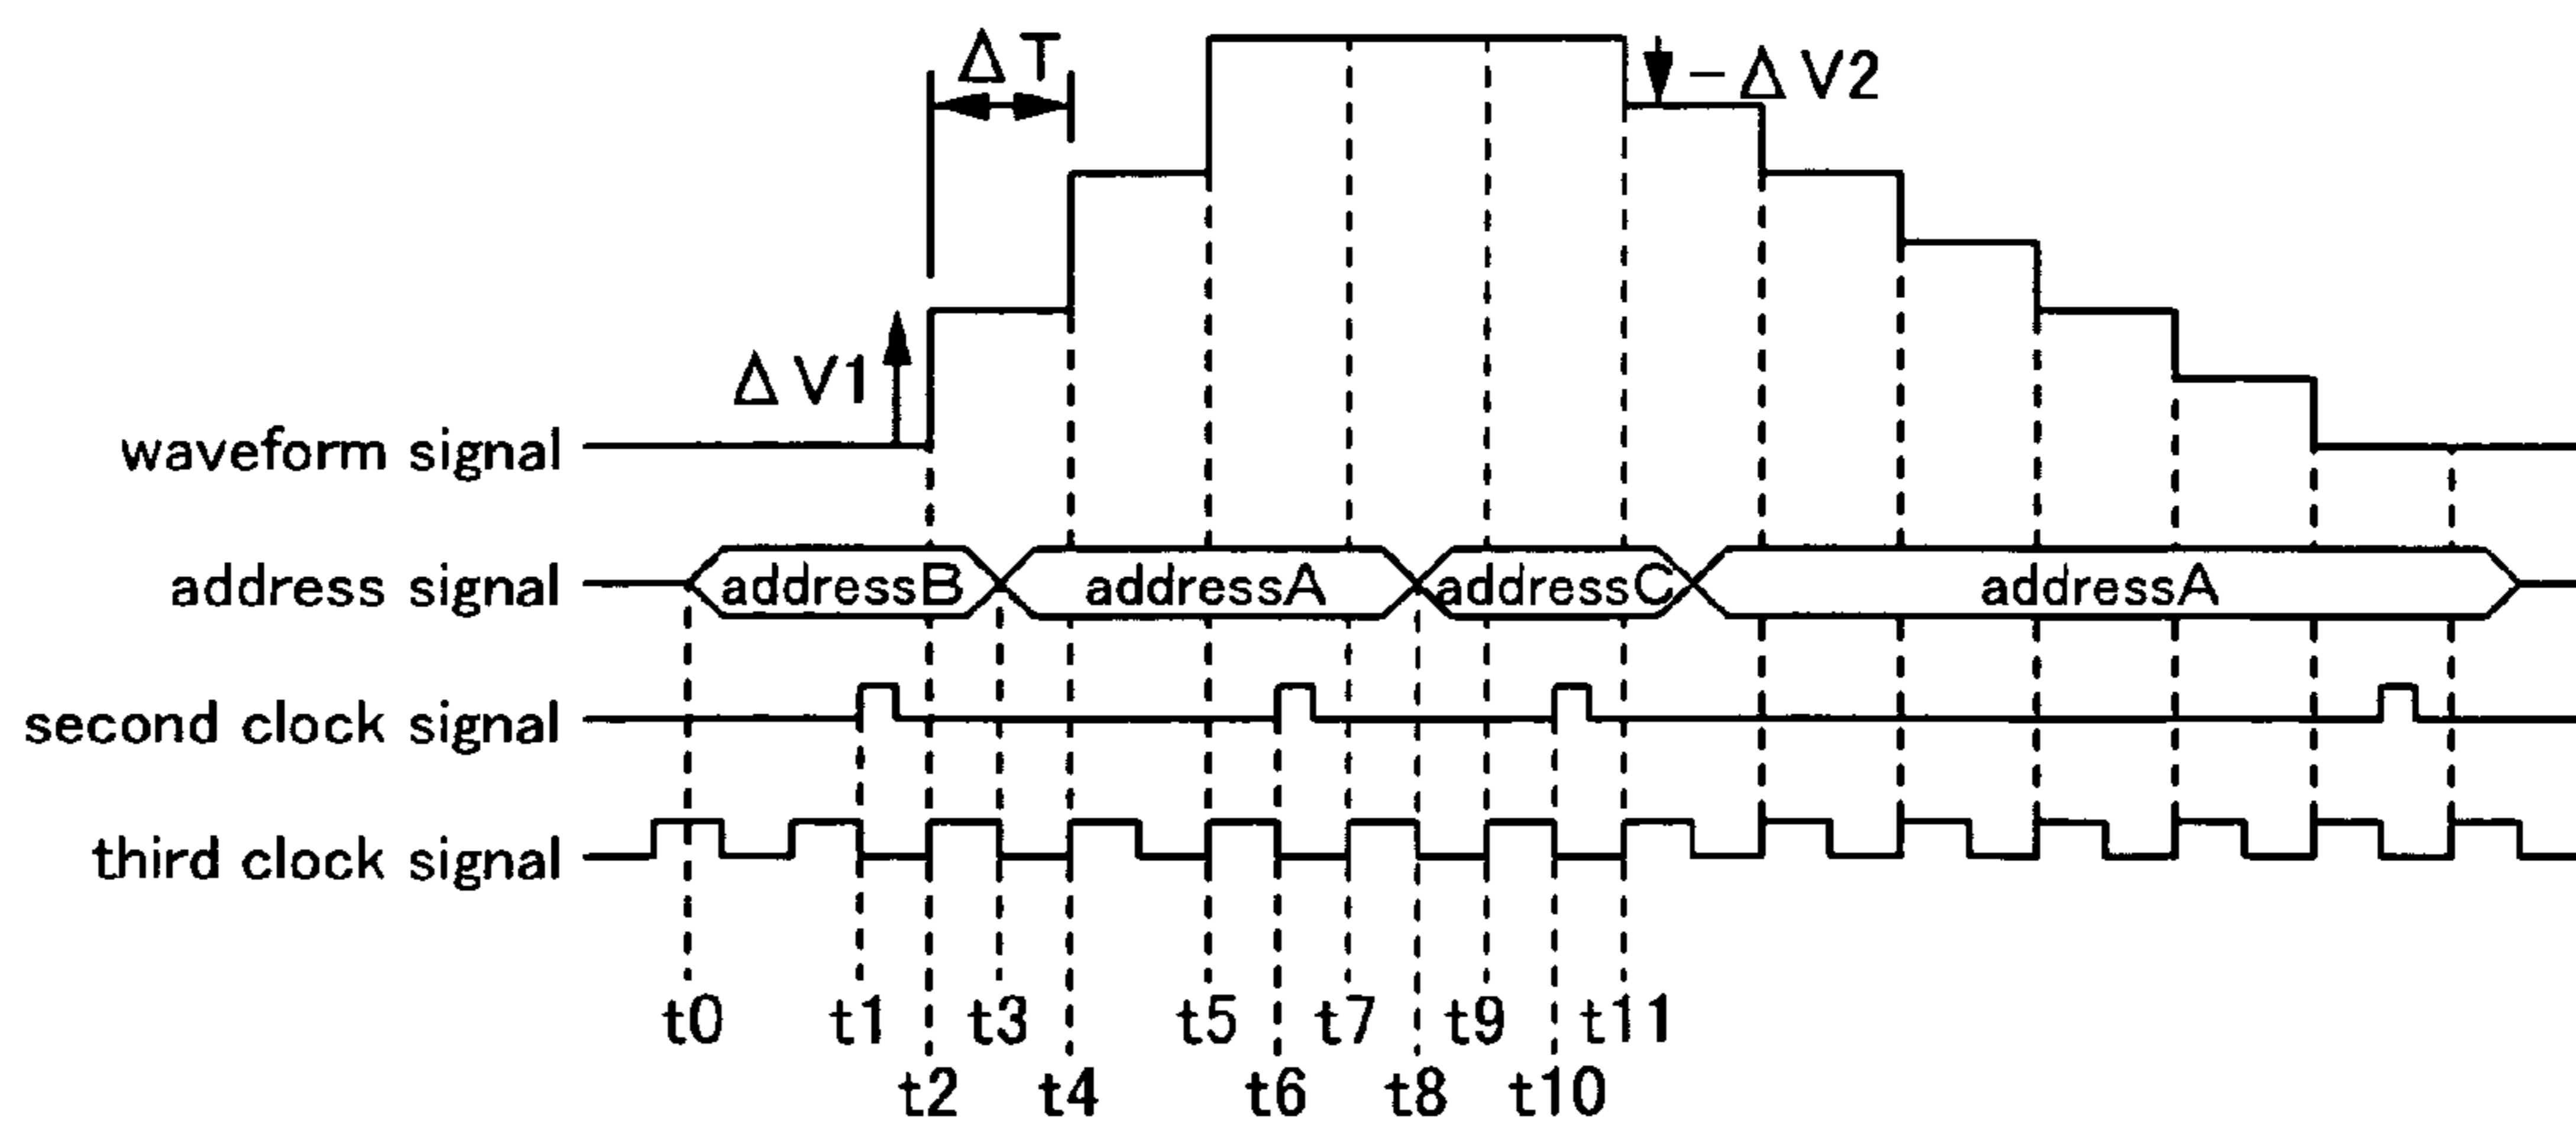 ΔT
-ΔV2
ΔV1
waveform signal
address signal addressB addressA addressC addressA
second clock signal
third clock signal
t0 t1 t3 t5 t7 t9 t11
t2 t4 t6 t8 t10